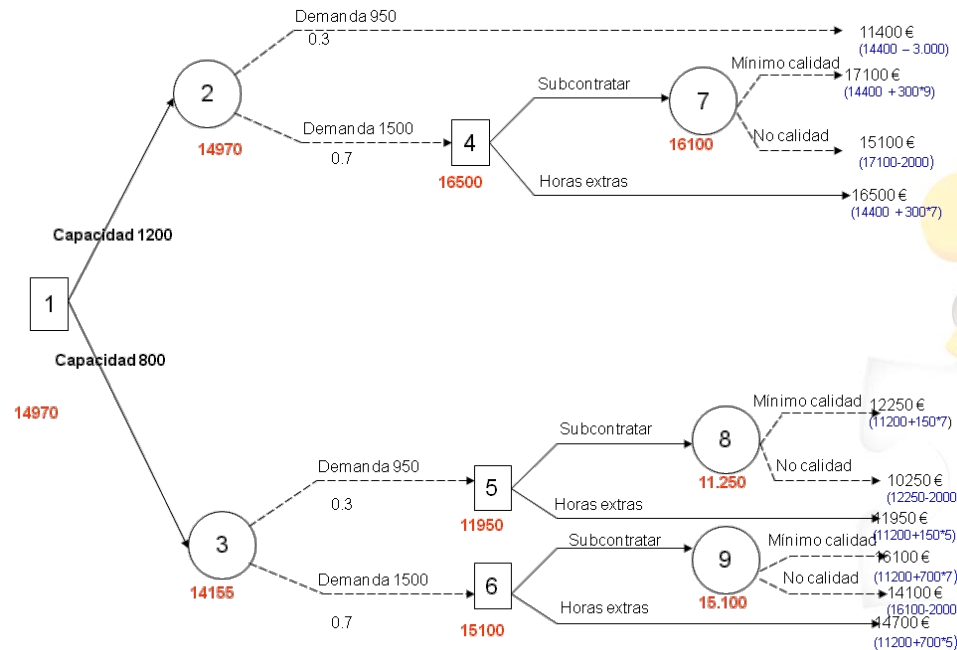 Demanda 950
0.3
11400 €
(14400 – 3.000)
2
14970
Demanda 1500
0.7
4
16500
Subcontratar
7
16100
Mínimo calidad
17100 €
(14400 +300*9)
No calidad
15100 €
(17100-2000)
Horas extras
16500 €
(14400 +300*7)
Capacidad 1200
1
Capacidad 800
14970
3
14155
Demanda 950
0.3
5
11950
Subcontratar
8
11.250
Mínimo calidad
12250 €
(11200+150*7)
No calidad
10250 €
(12250-2000
Horas extras
11950 €
(11200+150*5)
Demanda 1500
0.7
6
15100
Subcontratar
9
15.100
Mínimo calidad
16100 €
(11200+700*7)
No calidad
14100 €
(16100-2000
Horas extras
14700 €
(11200+700*5)